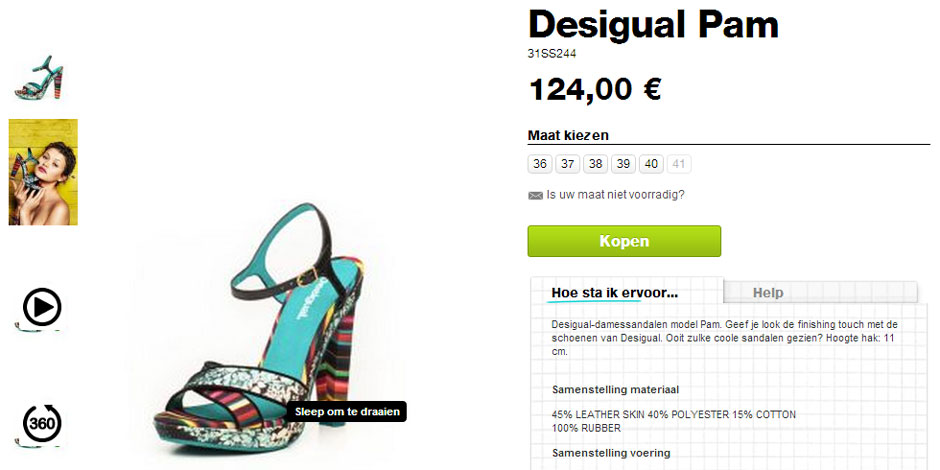 Desigual Pam
31SS244
124,00 €
Maat kiezen
36 37 38 39 40 41
Is uw maat niet voorradig?
Kopen
Hoe sta ik ervoor... Help
Desigual-damessandalen model Pam. Geef je look de finishing touch met de
schoenen van Desigual. Ooit zulke coole sandalen gezien? Hoogte hak: 11
cm.
Samenstelling materiaal
45% LEATHER SKIN 40% POLYESTER 15% COTTON
100% RUBBER
Samenstelling voering
Desigual.
Sleep om te draaien
360